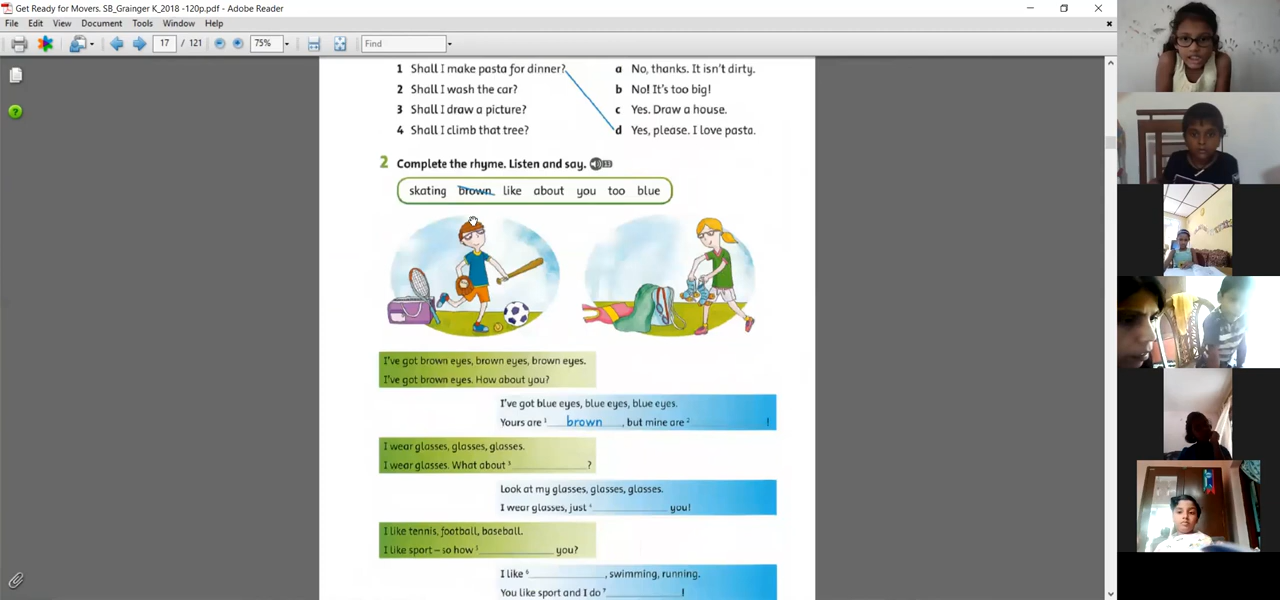 Get Ready for Movers. SB_Grainger K_2018 -120p.pdf - Adobe Reader
File Edit View Document Tools Window Help
17 / 121 75% Find
1 Shall I make pasta for dinner? a No, thanks. It isn't dirty.
2 Shall I wash the car? b No! It's too big!
3 Shall I draw a picture? c Yes. Draw a house.
4 Shall I climb that tree? d Yes, please. I love pasta.
2 Complete the rhyme. Listen and say. 33
skating brown like about you too blue
I've got brown eyes, brown eyes, brown eyes.
I've got brown eyes. How about you?
I've got blue eyes, blue eyes, blue eyes.
Yours are 1 brown, but mine are 2 ____________!
I wear glasses, glasses, glasses.
I wear glasses. What about 3 ____________?
Look at my glasses, glasses, glasses.
I wear glasses, just 4 ____________ you!
I like tennis, football, baseball.
I like sport – so how 5 ____________ you?
I like 6 ____________, swimming, running.
You like sport and I do 7 ____________!